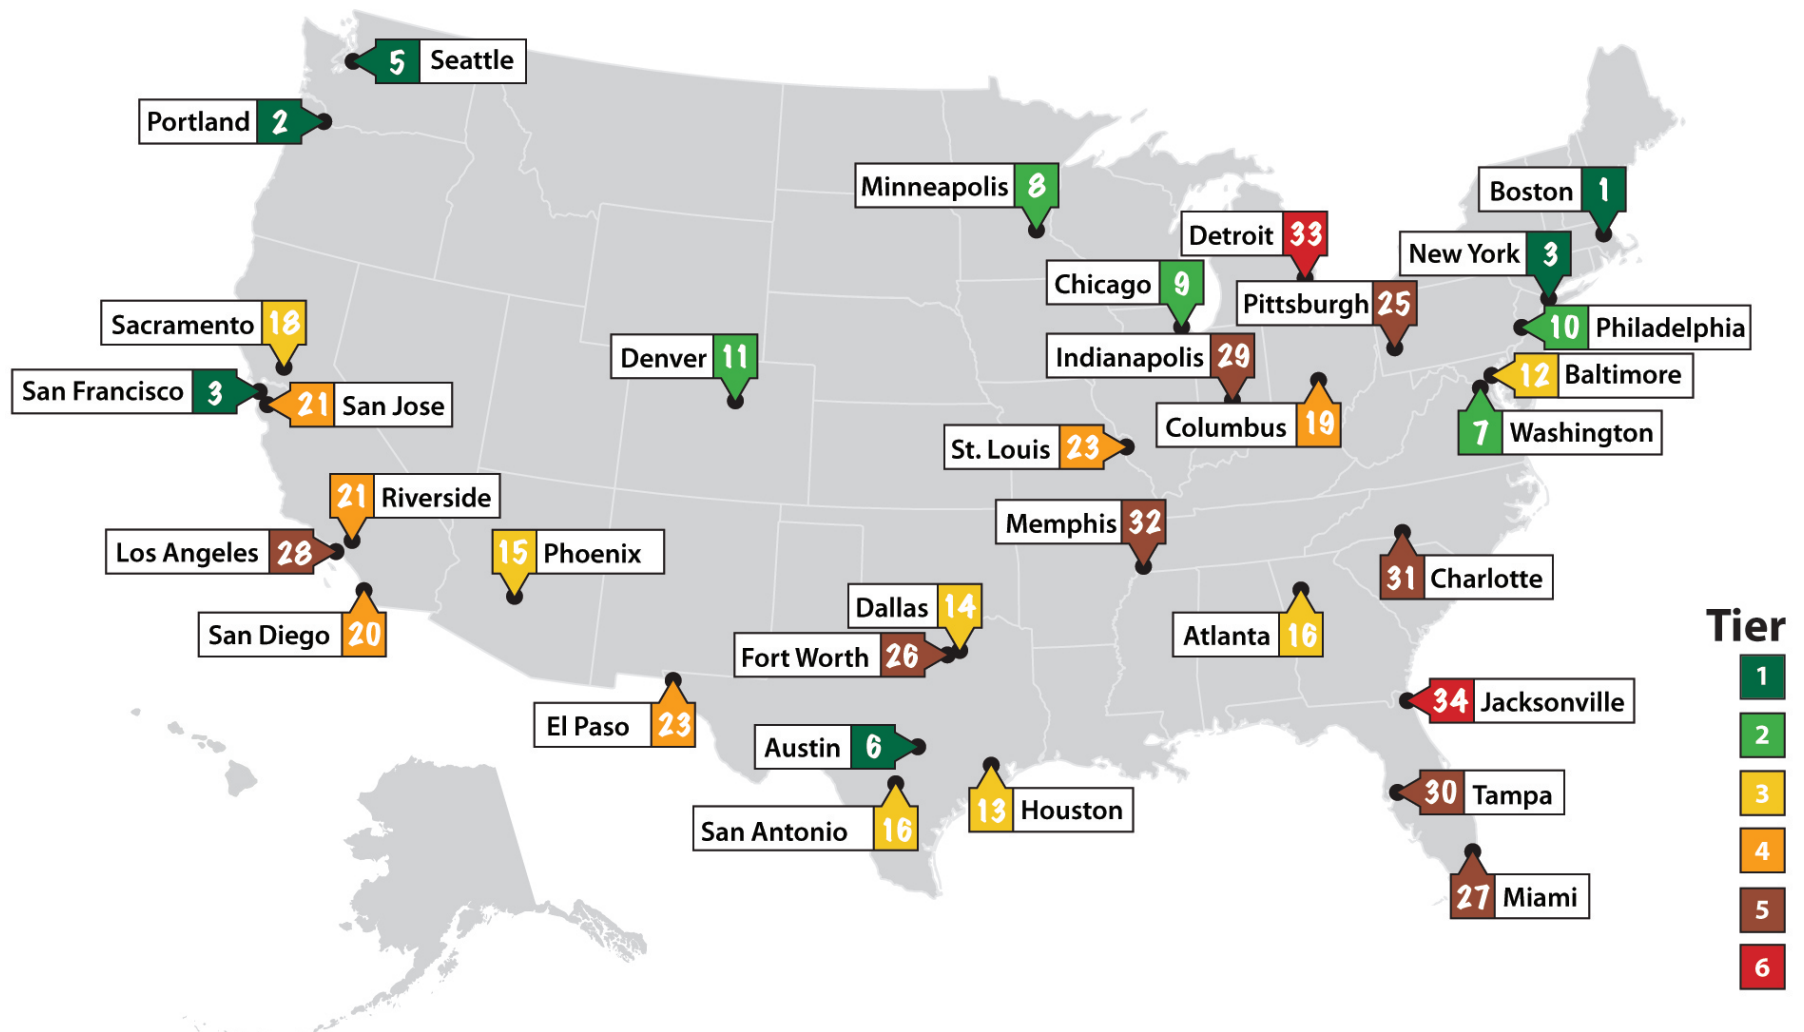 5 Seattle
Portland 2
Minneapolis 8
Boston 1
Detroit 33
New York 3
Chicago 9
Pittsburgh 25
Sacramento 18
10 Philadelphia
Denver 11
Indianapolis 29
12 Baltimore
San Francisco 3
21 San Jose
Columbus 19
7 Washington
St. Louis 23
21 Riverside
Memphis 32
Los Angeles 28
15 Phoenix
31 Charlotte
Dallas 14
San Diego 20
Atlanta 16
Fort Worth 26
34 Jacksonville
El Paso 23
Austin 6
30 Tampa
13 Houston
San Antonio 16
27 Miami
Tier
1
2
3
4
5
6